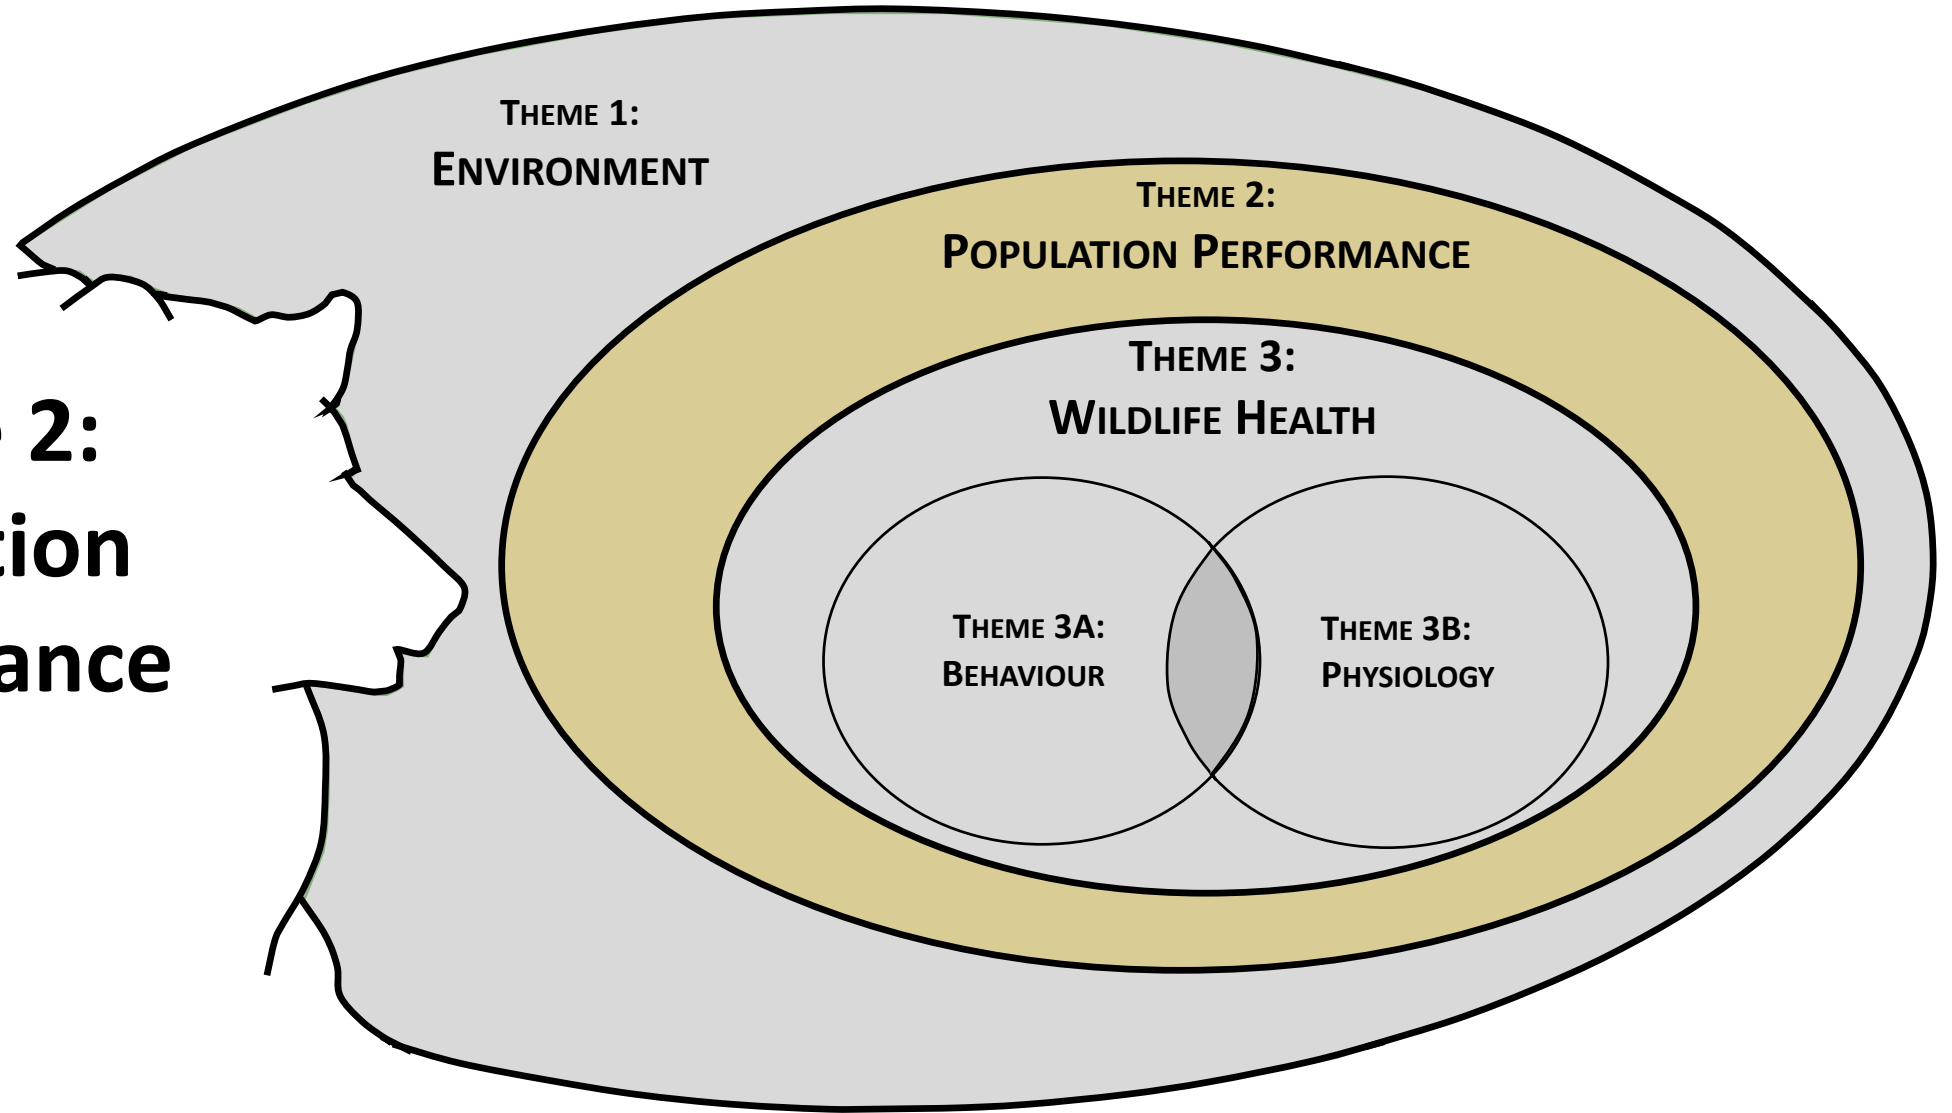 THEME 1:
ENVIRONMENT
THEME 2:
POPULATION PERFORMANCE
THEME 3:
WILDLIFE HEALTH
2:
tion
ance
THEME 3A:
BEHAVIOUR
THEME 3B:
PHYSIOLOGY